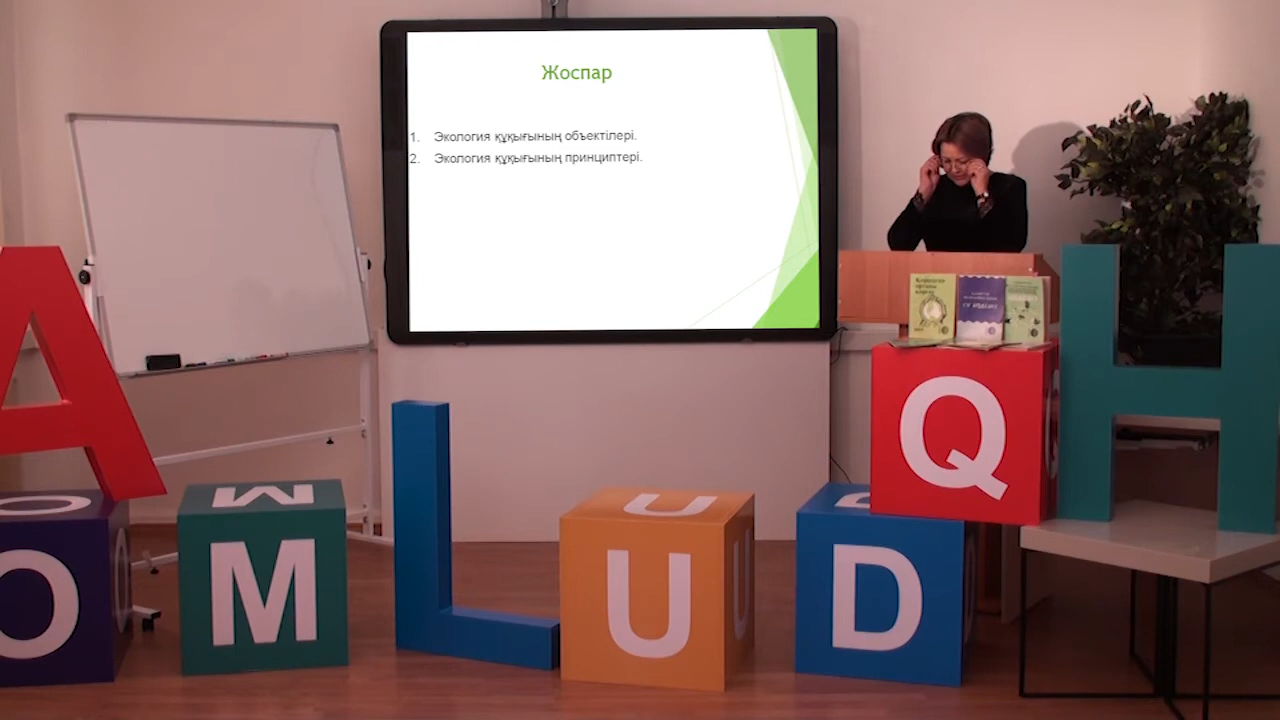 Жоспар
1. Экология құқығының объектілері.
2. Экология құқығының принциптері.
A
H
Q
L
O
M
M
U
U
U
D